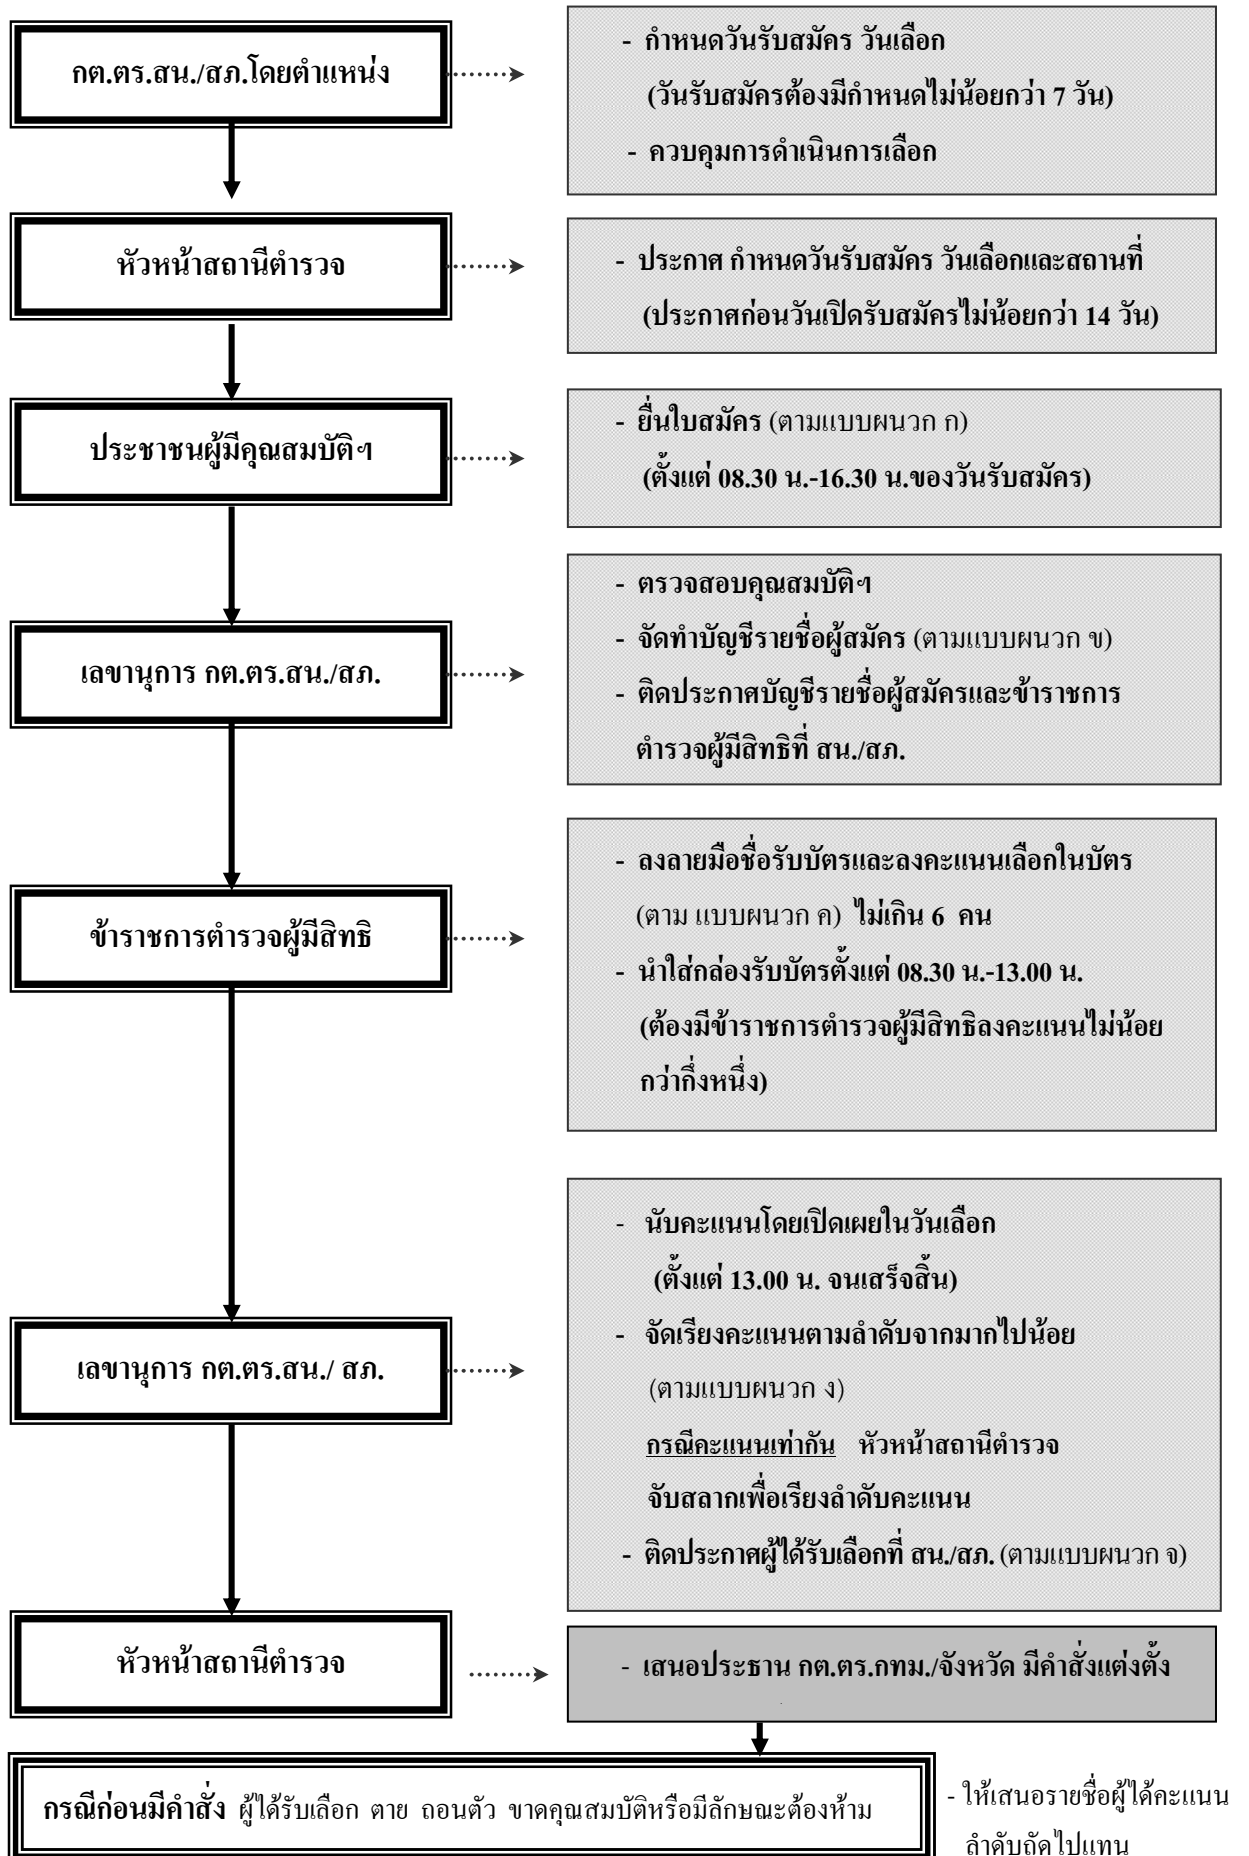 กต.ตร.สน./สภ.โดยตำแหน่ง
- กำหนดวันรับสมัคร วันเลือก
(วันรับสมัครต้องมีกำหนดไม่น้อยกว่า 7 วัน)
- ควบคุมการดำเนินการเลือก
หัวหน้าสถานีตำรวจ
- ประกาศ กำหนดวันรับสมัคร วันเลือกและสถานที่
(ประกาศก่อนวันเปิดรับสมัครไม่น้อยกว่า 14 วัน)
ประชาชนผู้มีคุณสมบัติฯ
- ยื่นใบสมัคร (ตามแบบผนวก ก)
(ตั้งแต่ 08.30 น.-16.30 น.ของวันรับสมัคร)
เลขานุการ กต.ตร.สน./สภ.
- ตรวจสอบคุณสมบัติฯ
- จัดทำบัญชีรายชื่อผู้สมัคร (ตามแบบผนวก ข)
- ติดประกาศบัญชีรายชื่อผู้สมัครและข้าราชการ
ตำรวจผู้มีสิทธิที่ สน./สภ.
ข้าราชการตำรวจผู้มีสิทธิ
- ลงลายมือชื่อรับบัตรและลงคะแนนเลือกในบัตร
(ตาม แบบผนวก ค) ไม่เกิน 6 คน
- นำใส่กล่องรับบัตรตั้งแต่ 08.30 น.-13.00 น.
(ต้องมีข้าราชการตำรวจผู้มีสิทธิลงคะแนนไม่น้อย
กว่ากึ่งหนึ่ง)
เลขานุการ กต.ตร.สน./ สภ.
- นับคะแนนโดยเปิดเผยในวันเลือก
(ตั้งแต่ 13.00 น. จนเสร็จสิ้น)
- จัดเรียงคะแนนตามลำดับจากมากไปน้อย
(ตามแบบผนวก ง)
กรณีคะแนนเท่ากัน หัวหน้าสถานีตำรวจ
จับสลากเพื่อเรียงลำดับคะแนน
- ติดประกาศผู้ได้รับเลือกที่ สน./สภ. (ตามแบบผนวก จ)
หัวหน้าสถานีตำรวจ
- เสนอประธาน กต.ตร.กทม./จังหวัด มีคำสั่งแต่งตั้ง
กรณีก่อนมีคำสั่ง ผู้ได้รับเลือก ตาย ถอนตัว ขาดคุณสมบัติหรือมีลักษณะต้องห้าม
- ให้เสนอรายชื่อผู้ได้คะแนน
ลำดับถัดไปแทน